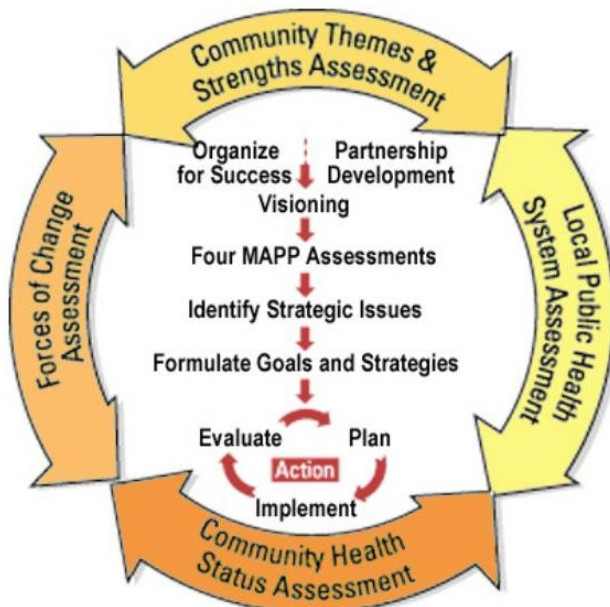 Community Themes &
Strengths Assessment
Organize
for Success
Partnership
Development
Visioning
Four MAPP Assessments
Identify Strategic Issues
Formulate Goals and Strategies
Evaluate
Plan
Action
Implement
Forces of Change
Assessment
Local Public Health
System Assessment
Community Health
Status Assessment